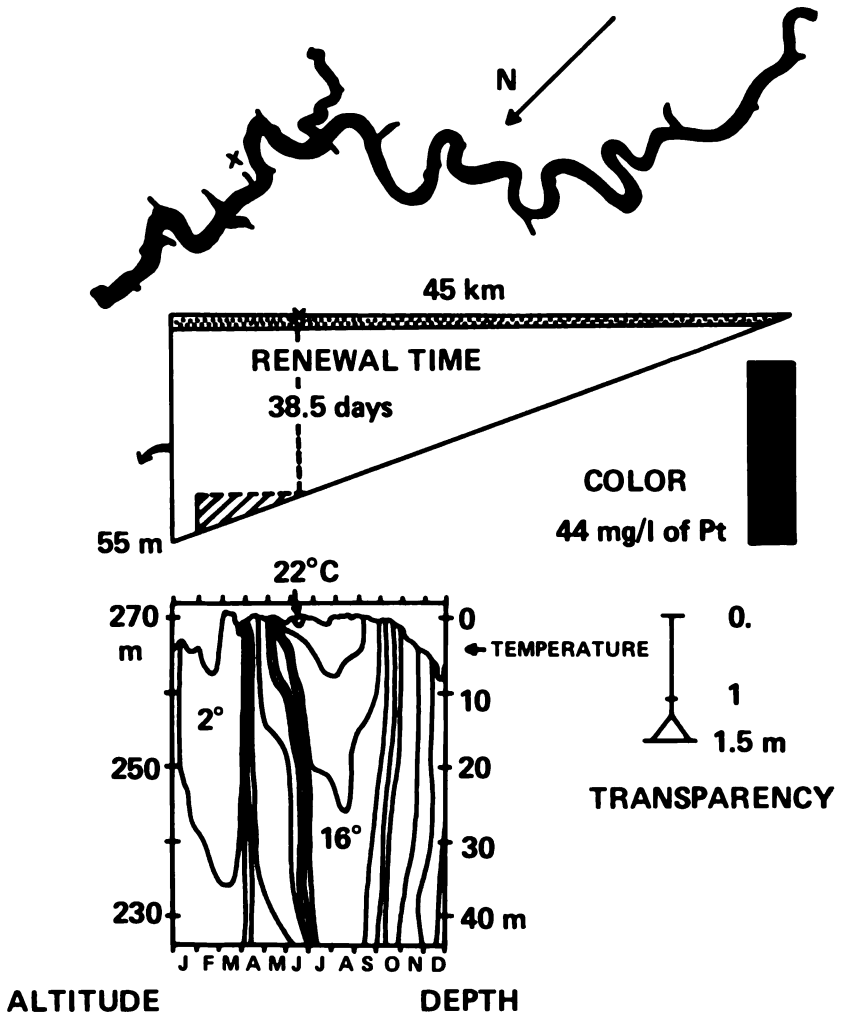 N
x
45 km
RENEWAL TIME
38.5 days
COLOR
44 mg/l of Pt
55 m
22°C
270
m
250
230
2°
16°
0
10
20
30
40 m
TEMPERATURE
0.
1
1.5 m
TRANSPARENCY
J F M A M J J A S O N D
ALTITUDE DEPTH